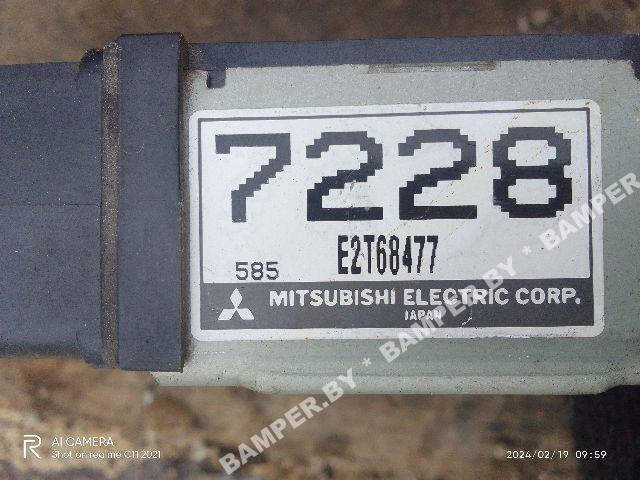 7228
585 E2T68477
MITSUBISHI ELECTRIC CORP.
JAPAN
BAMPER.BY * BAMPER.BY * BAMPER.BY
R AI CAMERA
Shot on realme C11 2021
2024/02/19 09:59